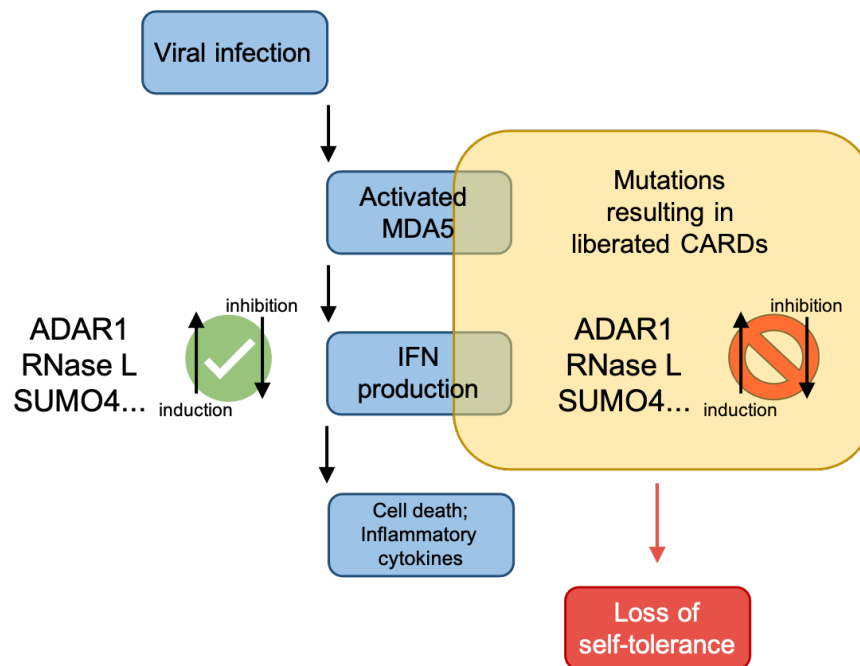 Viral infection
Activated
MDA5
Mutations
resulting in
liberated CARDs
inhibition
ADAR1
RNase L
SUMO4...
induction
IFN
production
inhibition
ADAR1
RNase L
SUMO4...
induction
Cell death;
Inflammatory
cytokines
Loss of
self-tolerance